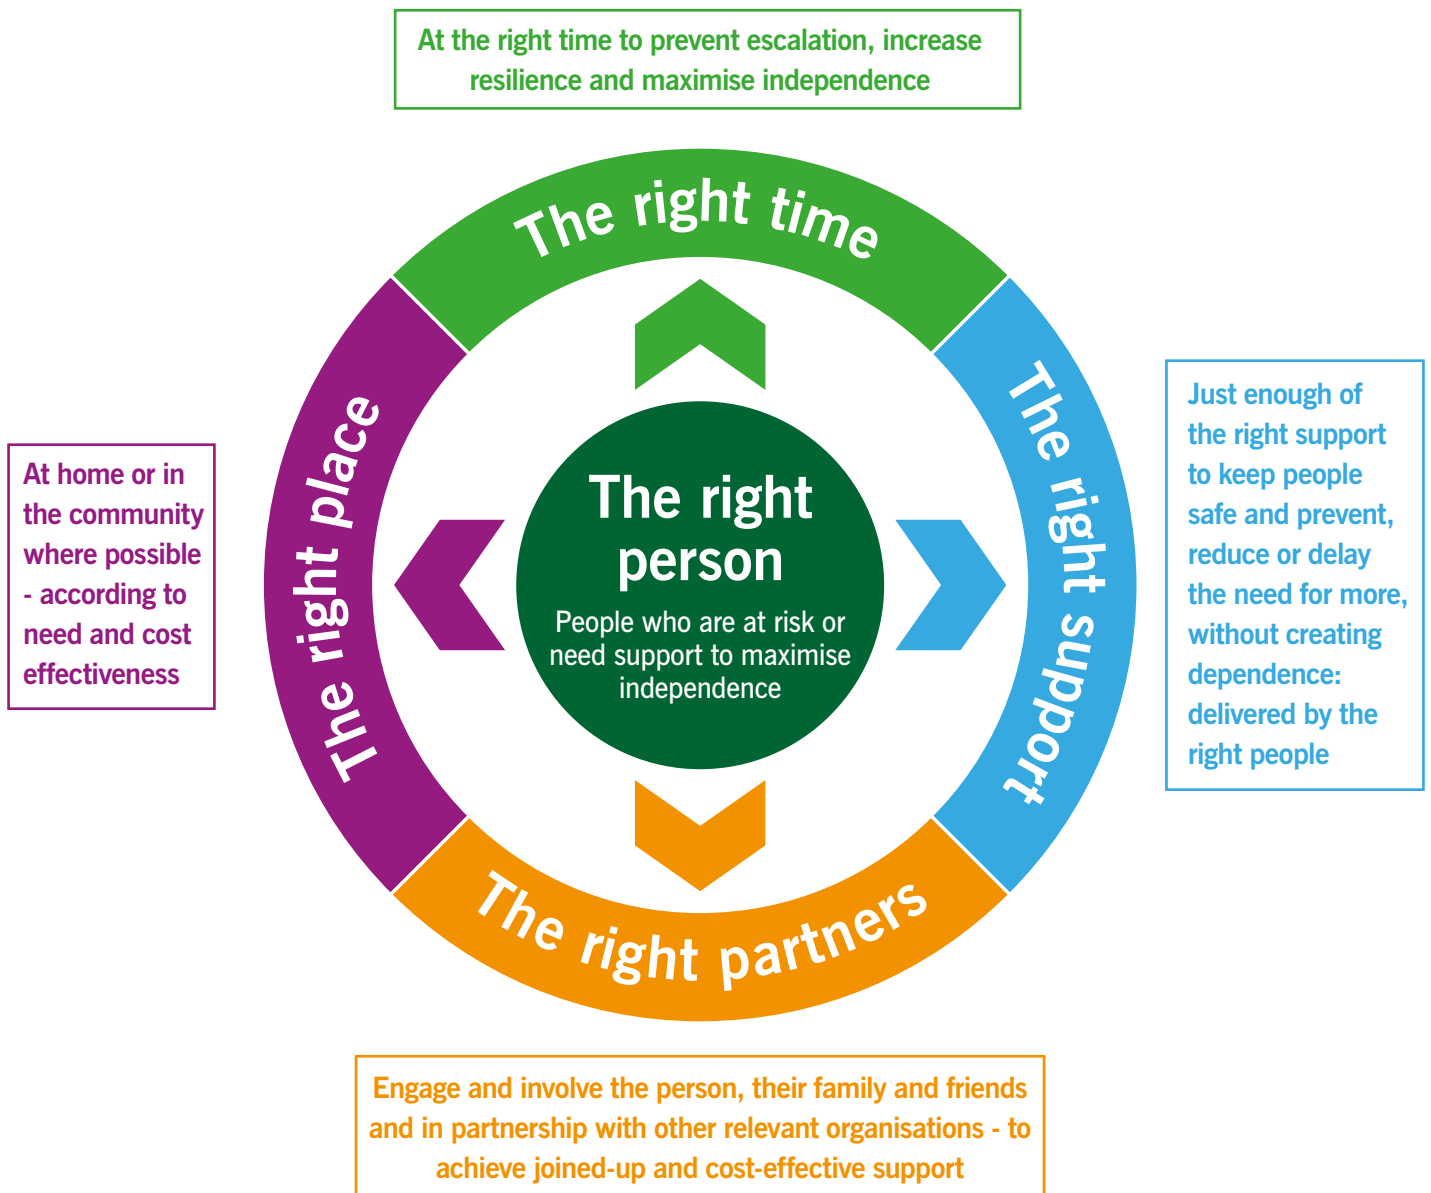 At the right time to prevent escalation, increase
resilience and maximise independence
The right time
The right place
The right support
The right partners
The right
person
People who are at risk or
need support to maximise
independence
At home or in
the community
where possible
- according to
need and cost
effectiveness
Just enough of
the right support
to keep people
safe and prevent,
reduce or delay
the need for more,
without creating
dependence:
delivered by the
right people
Engage and involve the person, their family and friends
and in partnership with other relevant organisations - to
achieve joined-up and cost-effective support